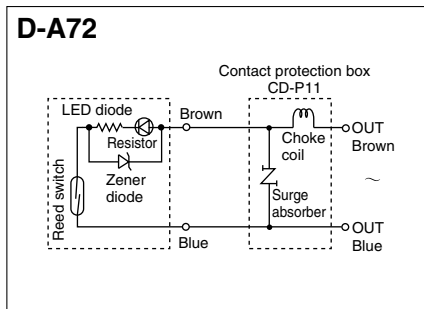 D-A72
Contact protection box
CD-P11
LED diode
Brown
Resistor
Choke
coil
OUT
Brown
Zener
diode
Reed switch
Surge
absorber
~
Blue
OUT
Blue